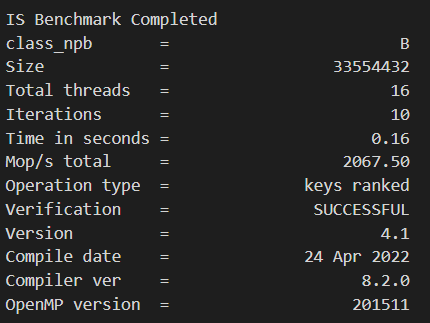 IS Benchmark Completed
class_npb = B
Size = 33554432
Total threads = 16
Iterations = 10
Time in seconds = 0.16
Mop/s total = 2067.50
Operation type = keys ranked
Verification = SUCCESSFUL
Version = 4.1
Compile date = 24 Apr 2022
Compiler ver = 8.2.0
OpenMP version = 201511